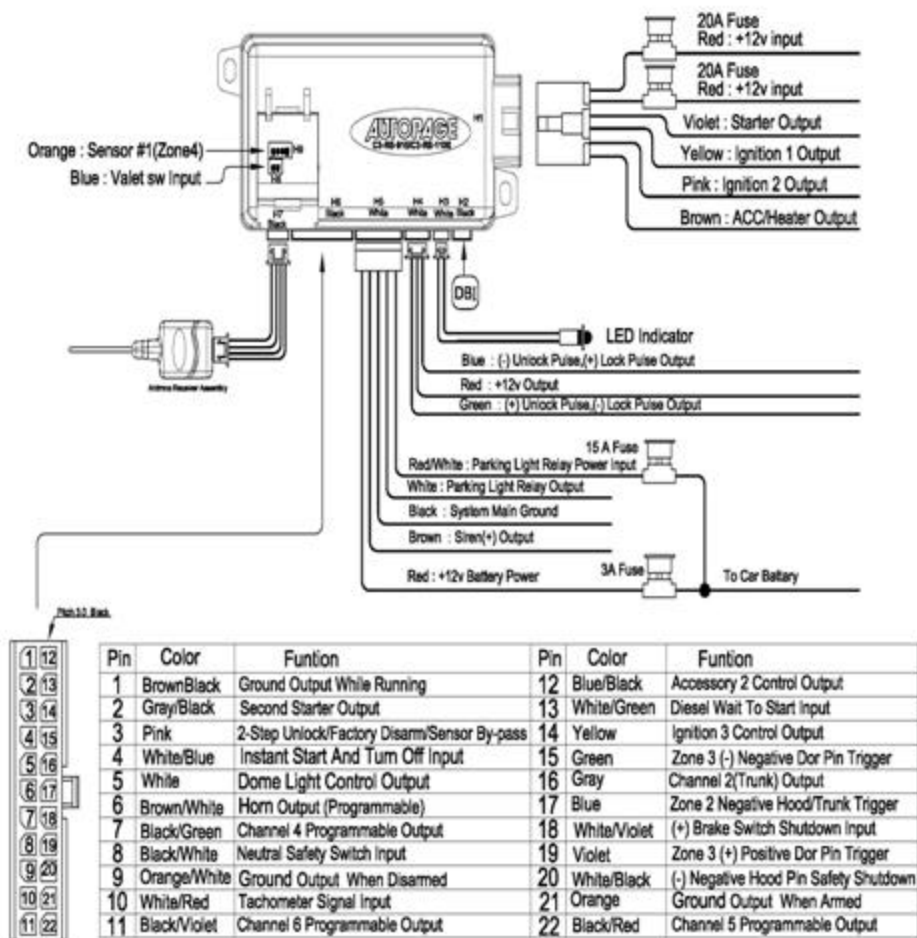 20A Fuse
Red : +12v input
20A Fuse
Red : +12v input
Violet : Starter Output
Yellow : Ignition 1 Output
Pink : Ignition 2 Output
Brown : ACC/Heater Output
AUTOPAGE
H1
Orange : Sensor #1(Zone4)
Blue : Valet sw Input
H9
H8
H7
Black
H6
Black
H5
White
H4
White
H3
White
H2
Black
DBI
LED Indicator
Antenna Receiver Assembly
Blue : (-) Unlock Pulse,(+) Lock Pulse Output
Red : +12v Output
Green : (+) Unlock Pulse,(-) Lock Pulse Output
15 A Fuse
Red/White : Parking Light Relay Power Input
White : Parking Light Relay Output
Black : System Main Ground
Brown : Siren(+) Output
Red : +12v Battery Power
3A Fuse
To Car Battary
Pitch 3.0 Black
1 12
2 13
3 14
4 15
5 16
6 17
7 18
8 19
9 20
10 21
11 22
Pin Color Funtion Pin Color Funtion
1 BrownBlack Ground Output While Running 12 Blue/Black Accessory 2 Control Output
2 Gray/Black Second Starter Output 13 White/Green Diesel Wait To Start Input
3 Pink 2-Step Unlock/Factory Disarm/Sensor By-pass 14 Yellow Ignition 3 Control Output
4 White/Blue Instant Start And Turn Off Input 15 Green Zone 3 (-) Negative Dor Pin Trigger
5 White Dome Light Control Output 16 Gray Channel 2(Trunk) Output
6 Brown/White Horn Output (Programmable) 17 Blue Zone 2 Negative Hood/Trunk Trigger
7 Black/Green Channel 4 Programmable Output 18 White/Violet (+) Brake Switch Shutdown Input
8 Black/White Neutral Safety Switch Input 19 Violet Zone 3 (+) Positive Dor Pin Trigger
9 Orange/White Ground Output When Disarmed 20 White/Black (-) Negative Hood Pin Safety Shutdown
10 White/Red Tachometer Signal Input 21 Orange Ground Output When Armed
11 Black/Violet Channel 6 Programmable Output 22 Black/Red Channel 5 Programmable Output